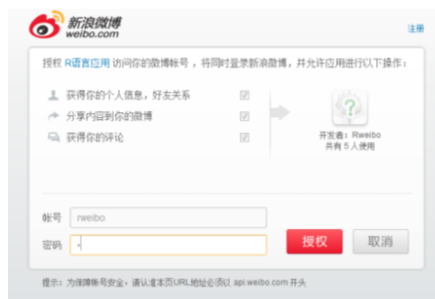 新浪微博
weibo.com
注册
授权 R语言应用 访问你的微博帐号，将同时登录新浪微博，并允许应用进行以下操作：
获得你的个人信息，好友关系
分享内容到你的微博
获得你的评论
?
开发者：Rweibo
共有 5 人使用
帐号 rweibo
密码
授权 取消
提示：为保障帐号安全，请认准本页URL地址必须以 api.weibo.com 开头